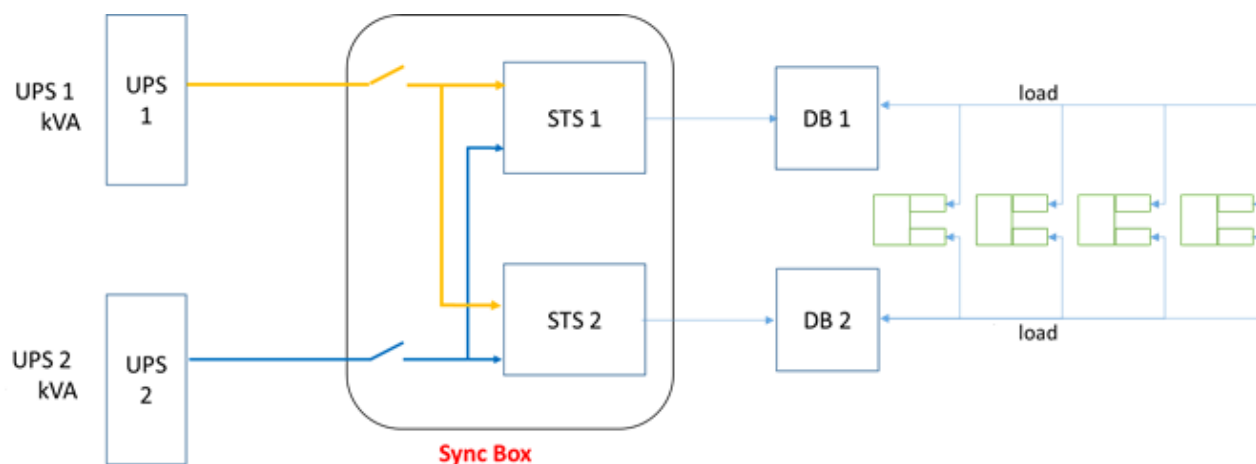 UPS 1
kVA
UPS
1
STS 1
DB 1
load
UPS 2
kVA
UPS
2
STS 2
DB 2
load
Sync Box